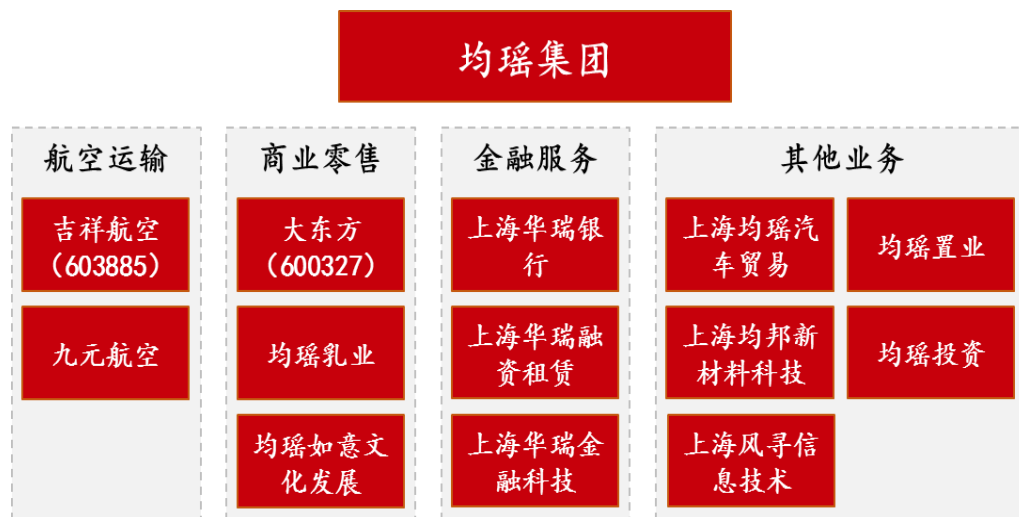 均瑶集团
航空运输
吉祥航空
（603885）
九元航空
商业零售
大东方
（600327）
均瑶乳业
均瑶如意文
化发展
金融服务
上海华瑞银
行
上海华瑞融
资租赁
上海华瑞金
融科技
其他业务
上海均瑶汽
车贸易
均瑶置业
上海均邦新
材料科技
均瑶投资
上海风寻信
息技术